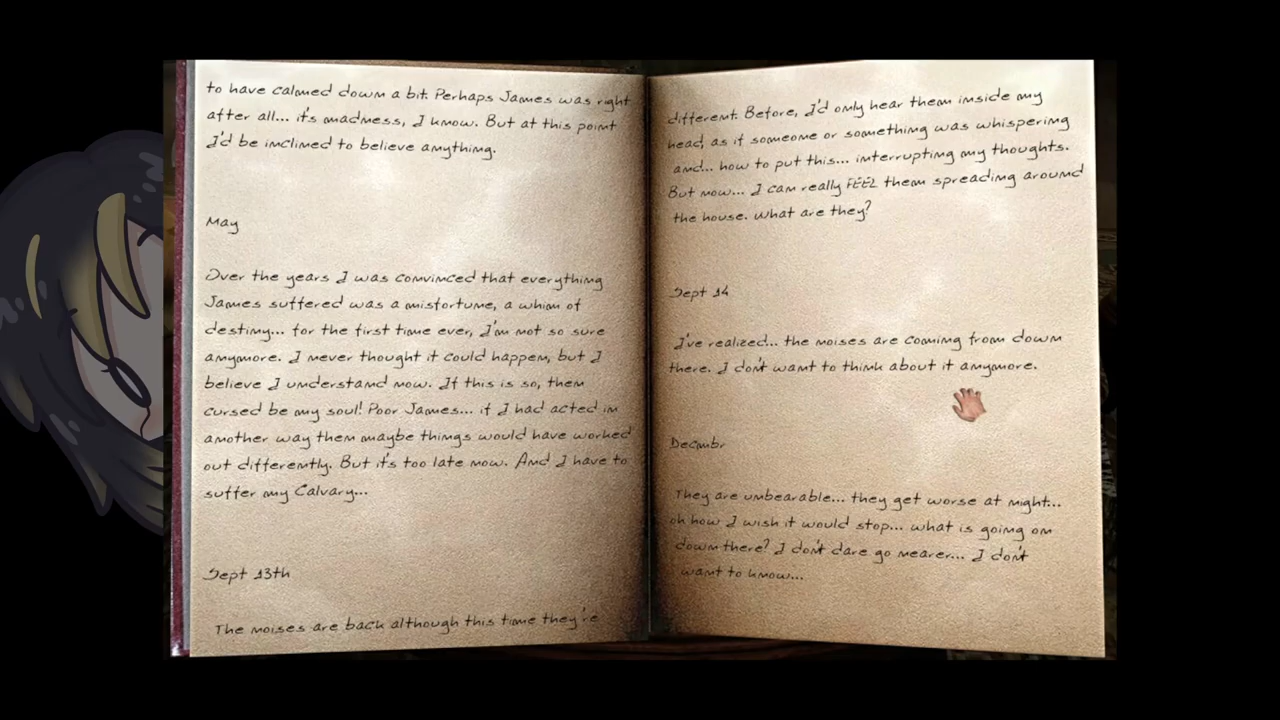 to have calmed down a bit. Perhaps James was right
after all... it's madness, I know. But at this point
I'd be inclined to believe anything.
May
Over the years I was convinced that everything
James suffered was a misfortune, a whim of
destiny... for the first time ever, I'm not so sure
anymore. I never thought it could happen, but I
believe I understand now. If this is so, then
cursed be my soul! Poor James... if I had acted in
another way then maybe things would have worked
out differently. But it's too late now. And I have to
suffer my Calvary...
Sept 13th
The noises are back although this time they're
different. Before, I'd only hear them inside my
head, as if someone or something was whispering
and... how to put this... interrupting my thoughts.
But now... I can really FEEL them spreading around
the house. What are they?
Sept 14
I've realized... the noises are coming from down
there. I don't want to think about it anymore.
Decmbr
They are unbearable... they get worse at night...
oh how I wish it would stop... what is going on
down there? I don't dare go nearer... I don't
want to know...